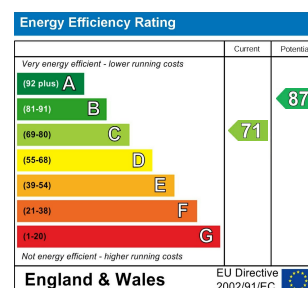 Energy Efficiency Rating
Current Potentia
Very energy efficient - lower running costs
(92 plus) A
(81-91) B
87
(69-80) C
71
(55-68) D
(39-54) E
(21-38) F
(1-20) G
Not energy efficient - higher running costs
England & Wales
EU Directive
2002/91/EC